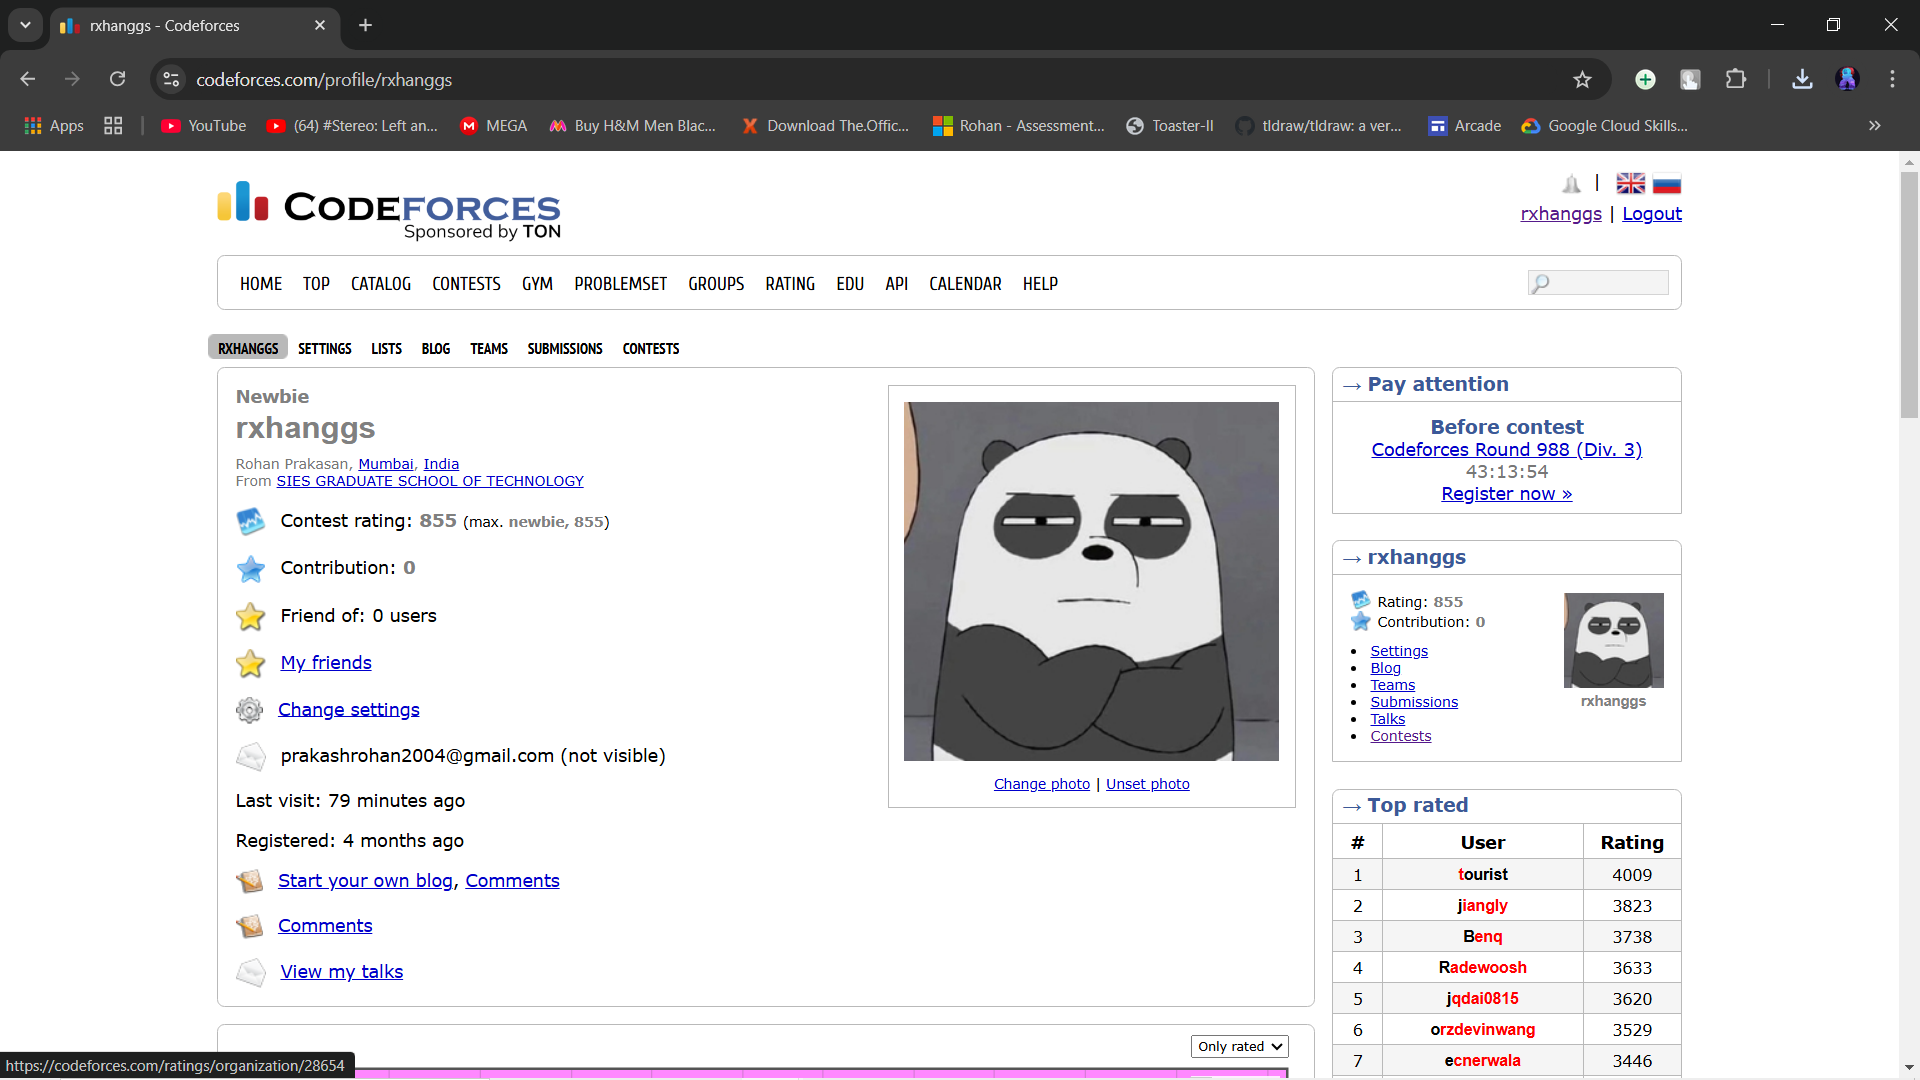 rxhanggs - Codeforces
codeforces.com/profile/rxhanggs
Apps YouTube (64) #Stereo: Left an... MEGA Buy H&M Men Blac... Download The.Offic... Rohan - Assessment... Toaster-II tldraw/tldraw: a ver... Arcade Google Cloud Skills...
CODEFORCES
Sponsored by TON
|
rxhanggs | Logout
HOME TOP CATALOG CONTESTS GYM PROBLEMSET GROUPS RATING EDU API CALENDAR HELP
RXHANGGS SETTINGS LISTS BLOG TEAMS SUBMISSIONS CONTESTS
Newbie
rxhanggs
Rohan Prakasan, Mumbai, India
From SIES GRADUATE SCHOOL OF TECHNOLOGY
Contest rating: 855 (max. newbie, 855)
Contribution: 0
Friend of: 0 users
My friends
Change settings
prakashrohan2004@gmail.com (not visible)
Last visit: 79 minutes ago
Registered: 4 months ago
Start your own blog, Comments
Comments
View my talks
Change photo | Unset photo
Only rated
→ Pay attention
Before contest
Codeforces Round 988 (Div. 3)
43:13:54
Register now »
→ rxhanggs
Rating: 855
Contribution: 0
Settings
Blog
Teams
Submissions
Talks
Contests
rxhanggs
→ Top rated
# User Rating
1 tourist 4009
2 jiangly 3823
3 Benq 3738
4 Radewoosh 3633
5 jqdai0815 3620
6 orzdevinwang 3529
7 ecnerwala 3446
https://codeforces.com/ratings/organization/28654